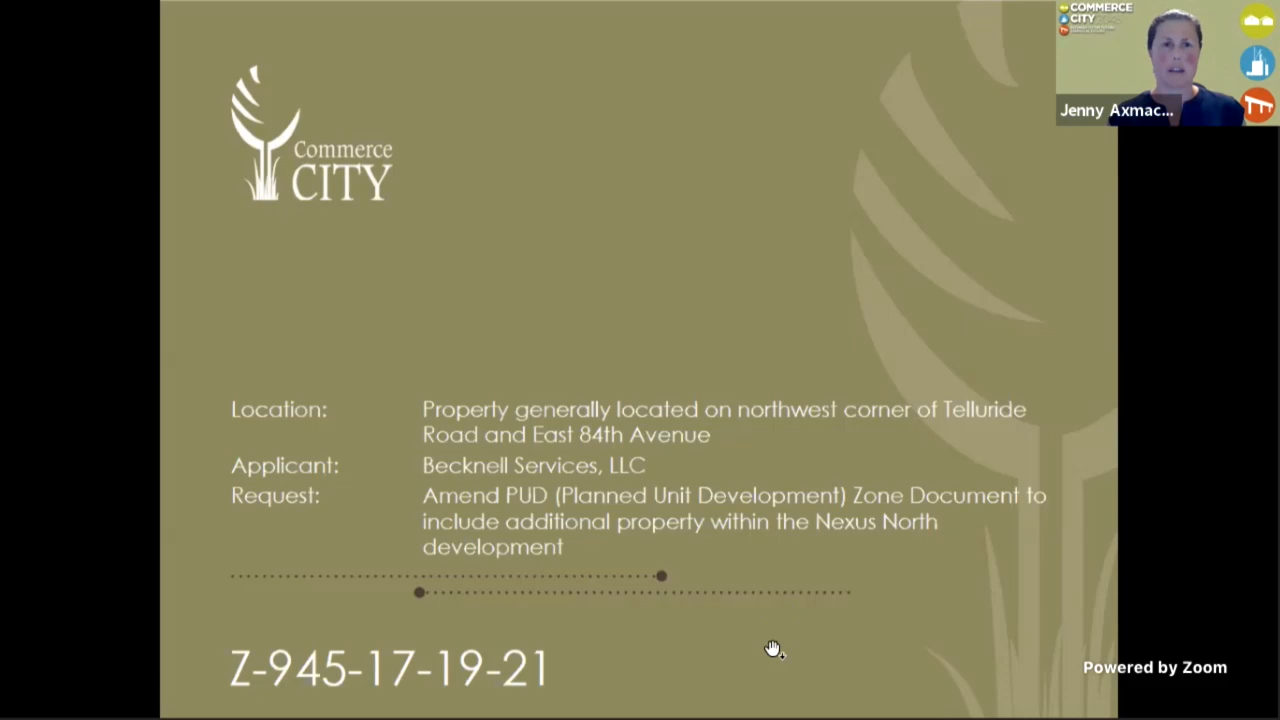 COMMERCE
CITY
Jenny Axmac...
Commerce
CITY
Location: Property generally located on northwest corner of Telluride
Road and East 84th Avenue
Applicant: Becknell Services, LLC
Request: Amend PUD (Planned Unit Development) Zone Document to
include additional property within the Nexus North
development
Z-945-17-19-21
Powered by Zoom